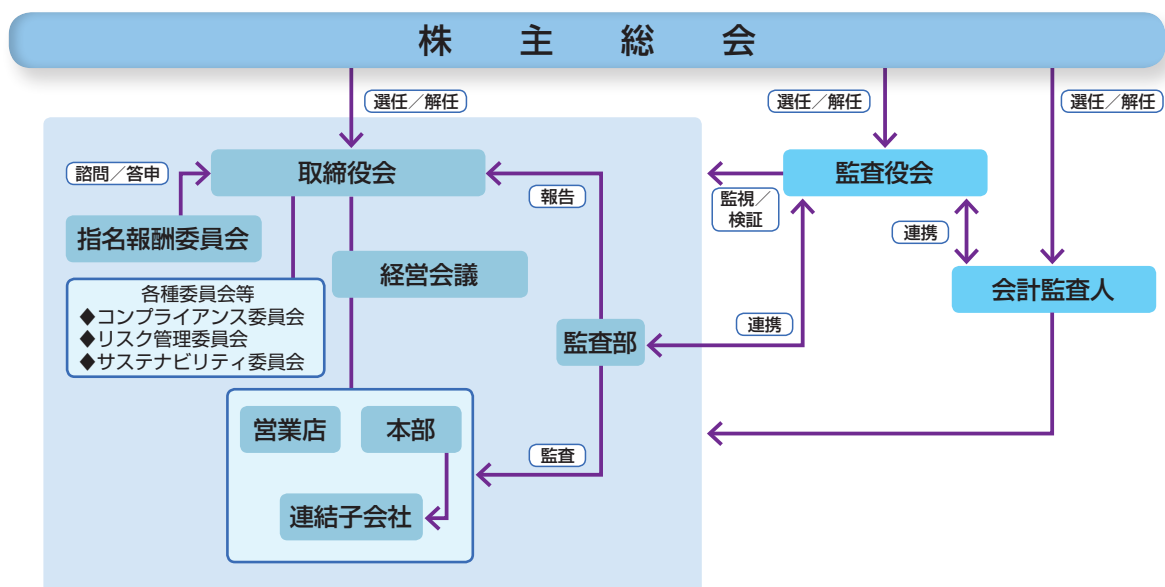 株主総会
選任／解任
選任／解任
選任／解任
諮問／答申
取締役会
監査役会
報告
監視／
検証
指名報酬委員会
連携
経営会議
会計監査人
各種委員会等
◆コンプライアンス委員会
◆リスク管理委員会
◆サステナビリティ委員会
連携
監査部
営業店
本部
監査
連結子会社